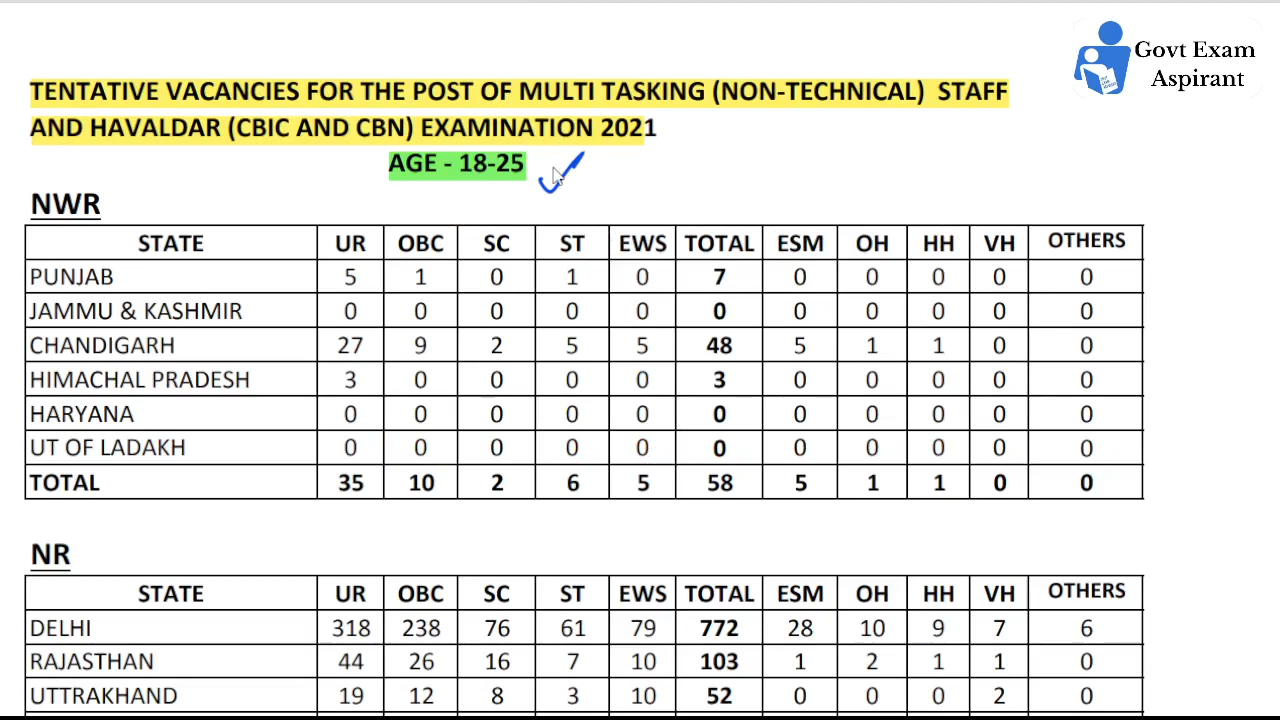 Govt Exam
Aspirant
TENTATIVE VACANCIES FOR THE POST OF MULTI TASKING (NON-TECHNICAL) STAFF
AND HAVALDAR (CBIC AND CBN) EXAMINATION 2021
AGE - 18-25
NWR
STATE UR OBC SC ST EWS TOTAL ESM OH HH VH OTHERS
PUNJAB 5 1 0 1 0 7 0 0 0 0 0
JAMMU & KASHMIR 0 0 0 0 0 0 0 0 0 0 0
CHANDIGARH 27 9 2 5 5 48 5 1 1 0 0
HIMACHAL PRADESH 3 0 0 0 0 3 0 0 0 0 0
HARYANA 0 0 0 0 0 0 0 0 0 0 0
UT OF LADAKH 0 0 0 0 0 0 0 0 0 0 0
TOTAL 35 10 2 6 5 58 5 1 1 0 0
NR
STATE UR OBC SC ST EWS TOTAL ESM OH HH VH OTHERS
DELHI 318 238 76 61 79 772 28 10 9 7 6
RAJASTHAN 44 26 16 7 10 103 1 2 1 1 0
UTTRAKHAND 19 12 8 3 10 52 0 0 0 2 0